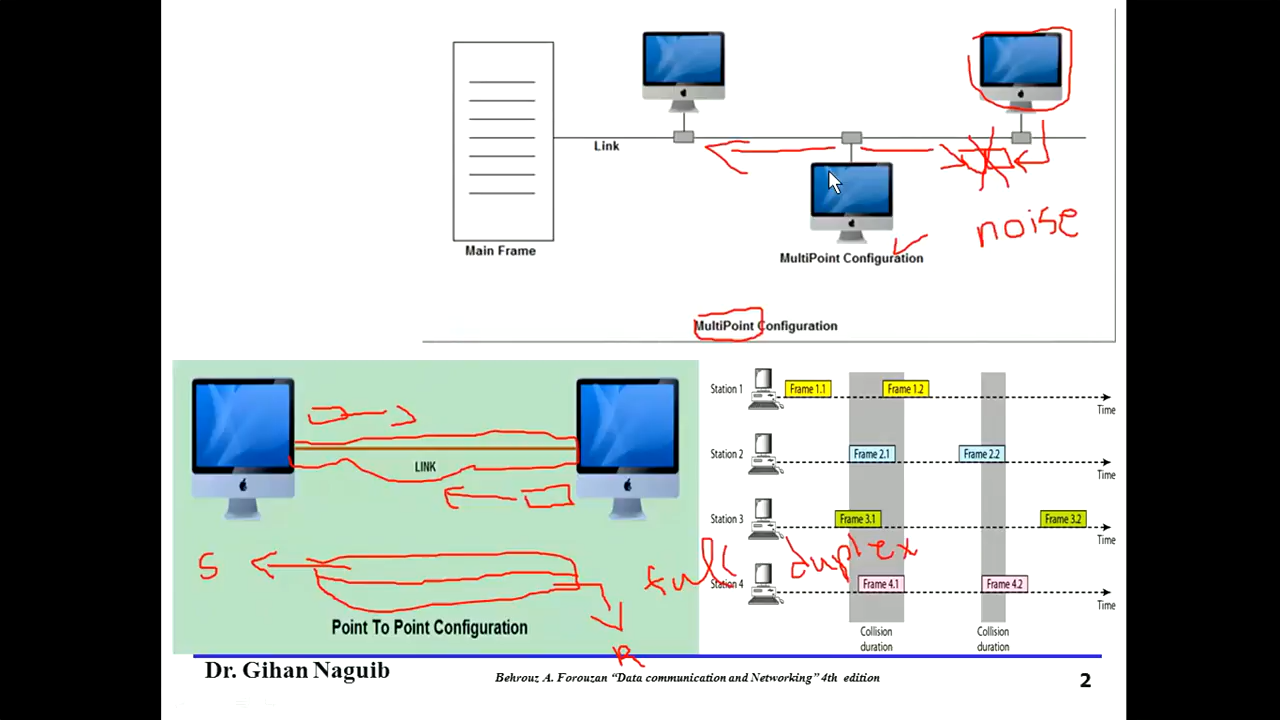 Link
Main Frame
noise
MultiPoint Configuration
MultiPoint Configuration
LINK
S
full duplex
R
Point To Point Configuration
Station 1
Frame 1.1
Frame 1.2
Time
Station 2
Frame 2.1
Frame 2.2
Time
Station 3
Frame 3.1
Frame 3.2
Time
Station 4
Frame 4.1
Frame 4.2
Time
Collision
duration
Collision
duration
Dr. Gihan Naguib
Behrouz A. Forouzan “Data communication and Networking” 4th edition
2